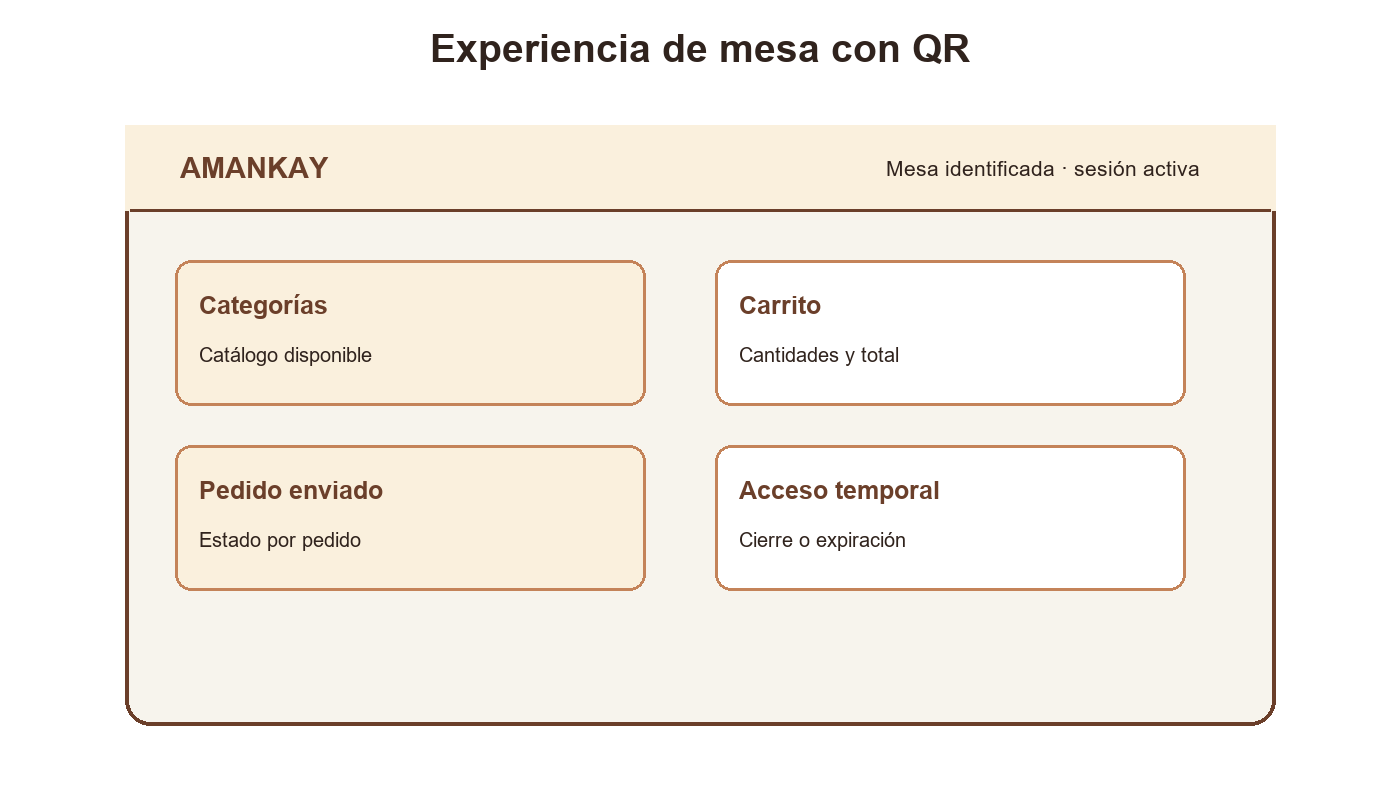 Experiencia de mesa con QR
AMANKAY
Mesa identificada · sesión activa
Categorías
Catálogo disponible
Carrito
Cantidades y total
Pedido enviado
Estado por pedido
Acceso temporal
Cierre o expiración